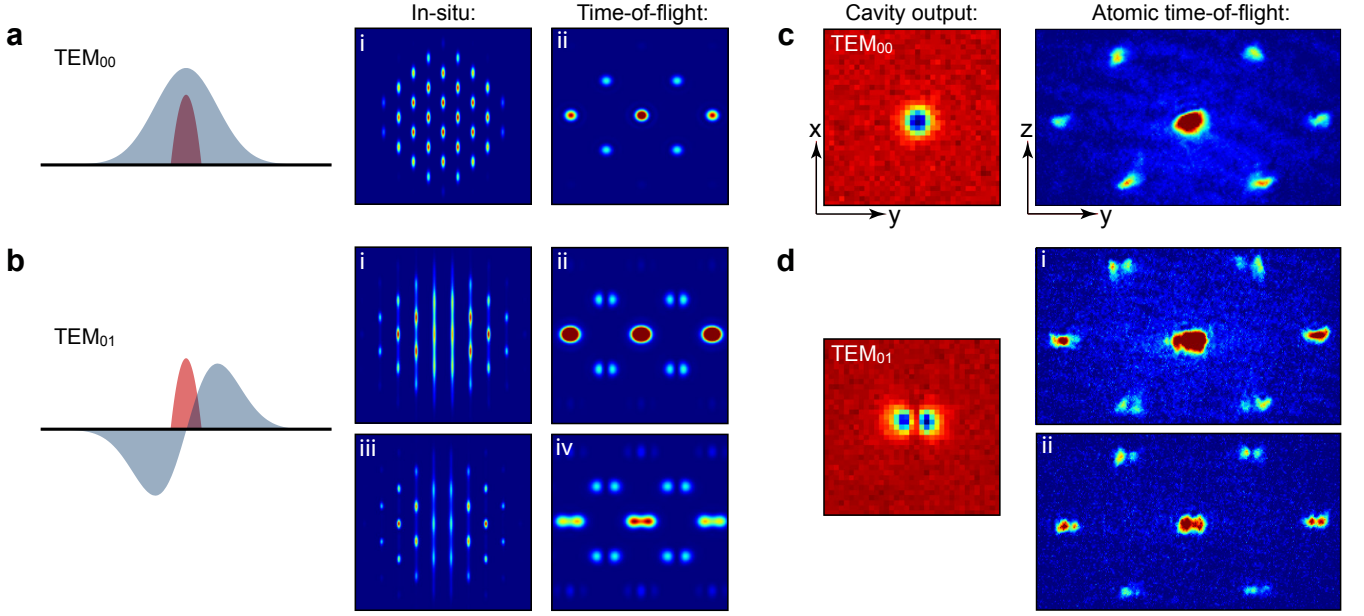 In-situ: Time-of-flight: Cavity output: Atomic time-of-flight:
a TEM₀₀ i ii c TEM₀₀
x y z y
b TEM₀₁ i ii d TEM₀₁ i
iii iv ii